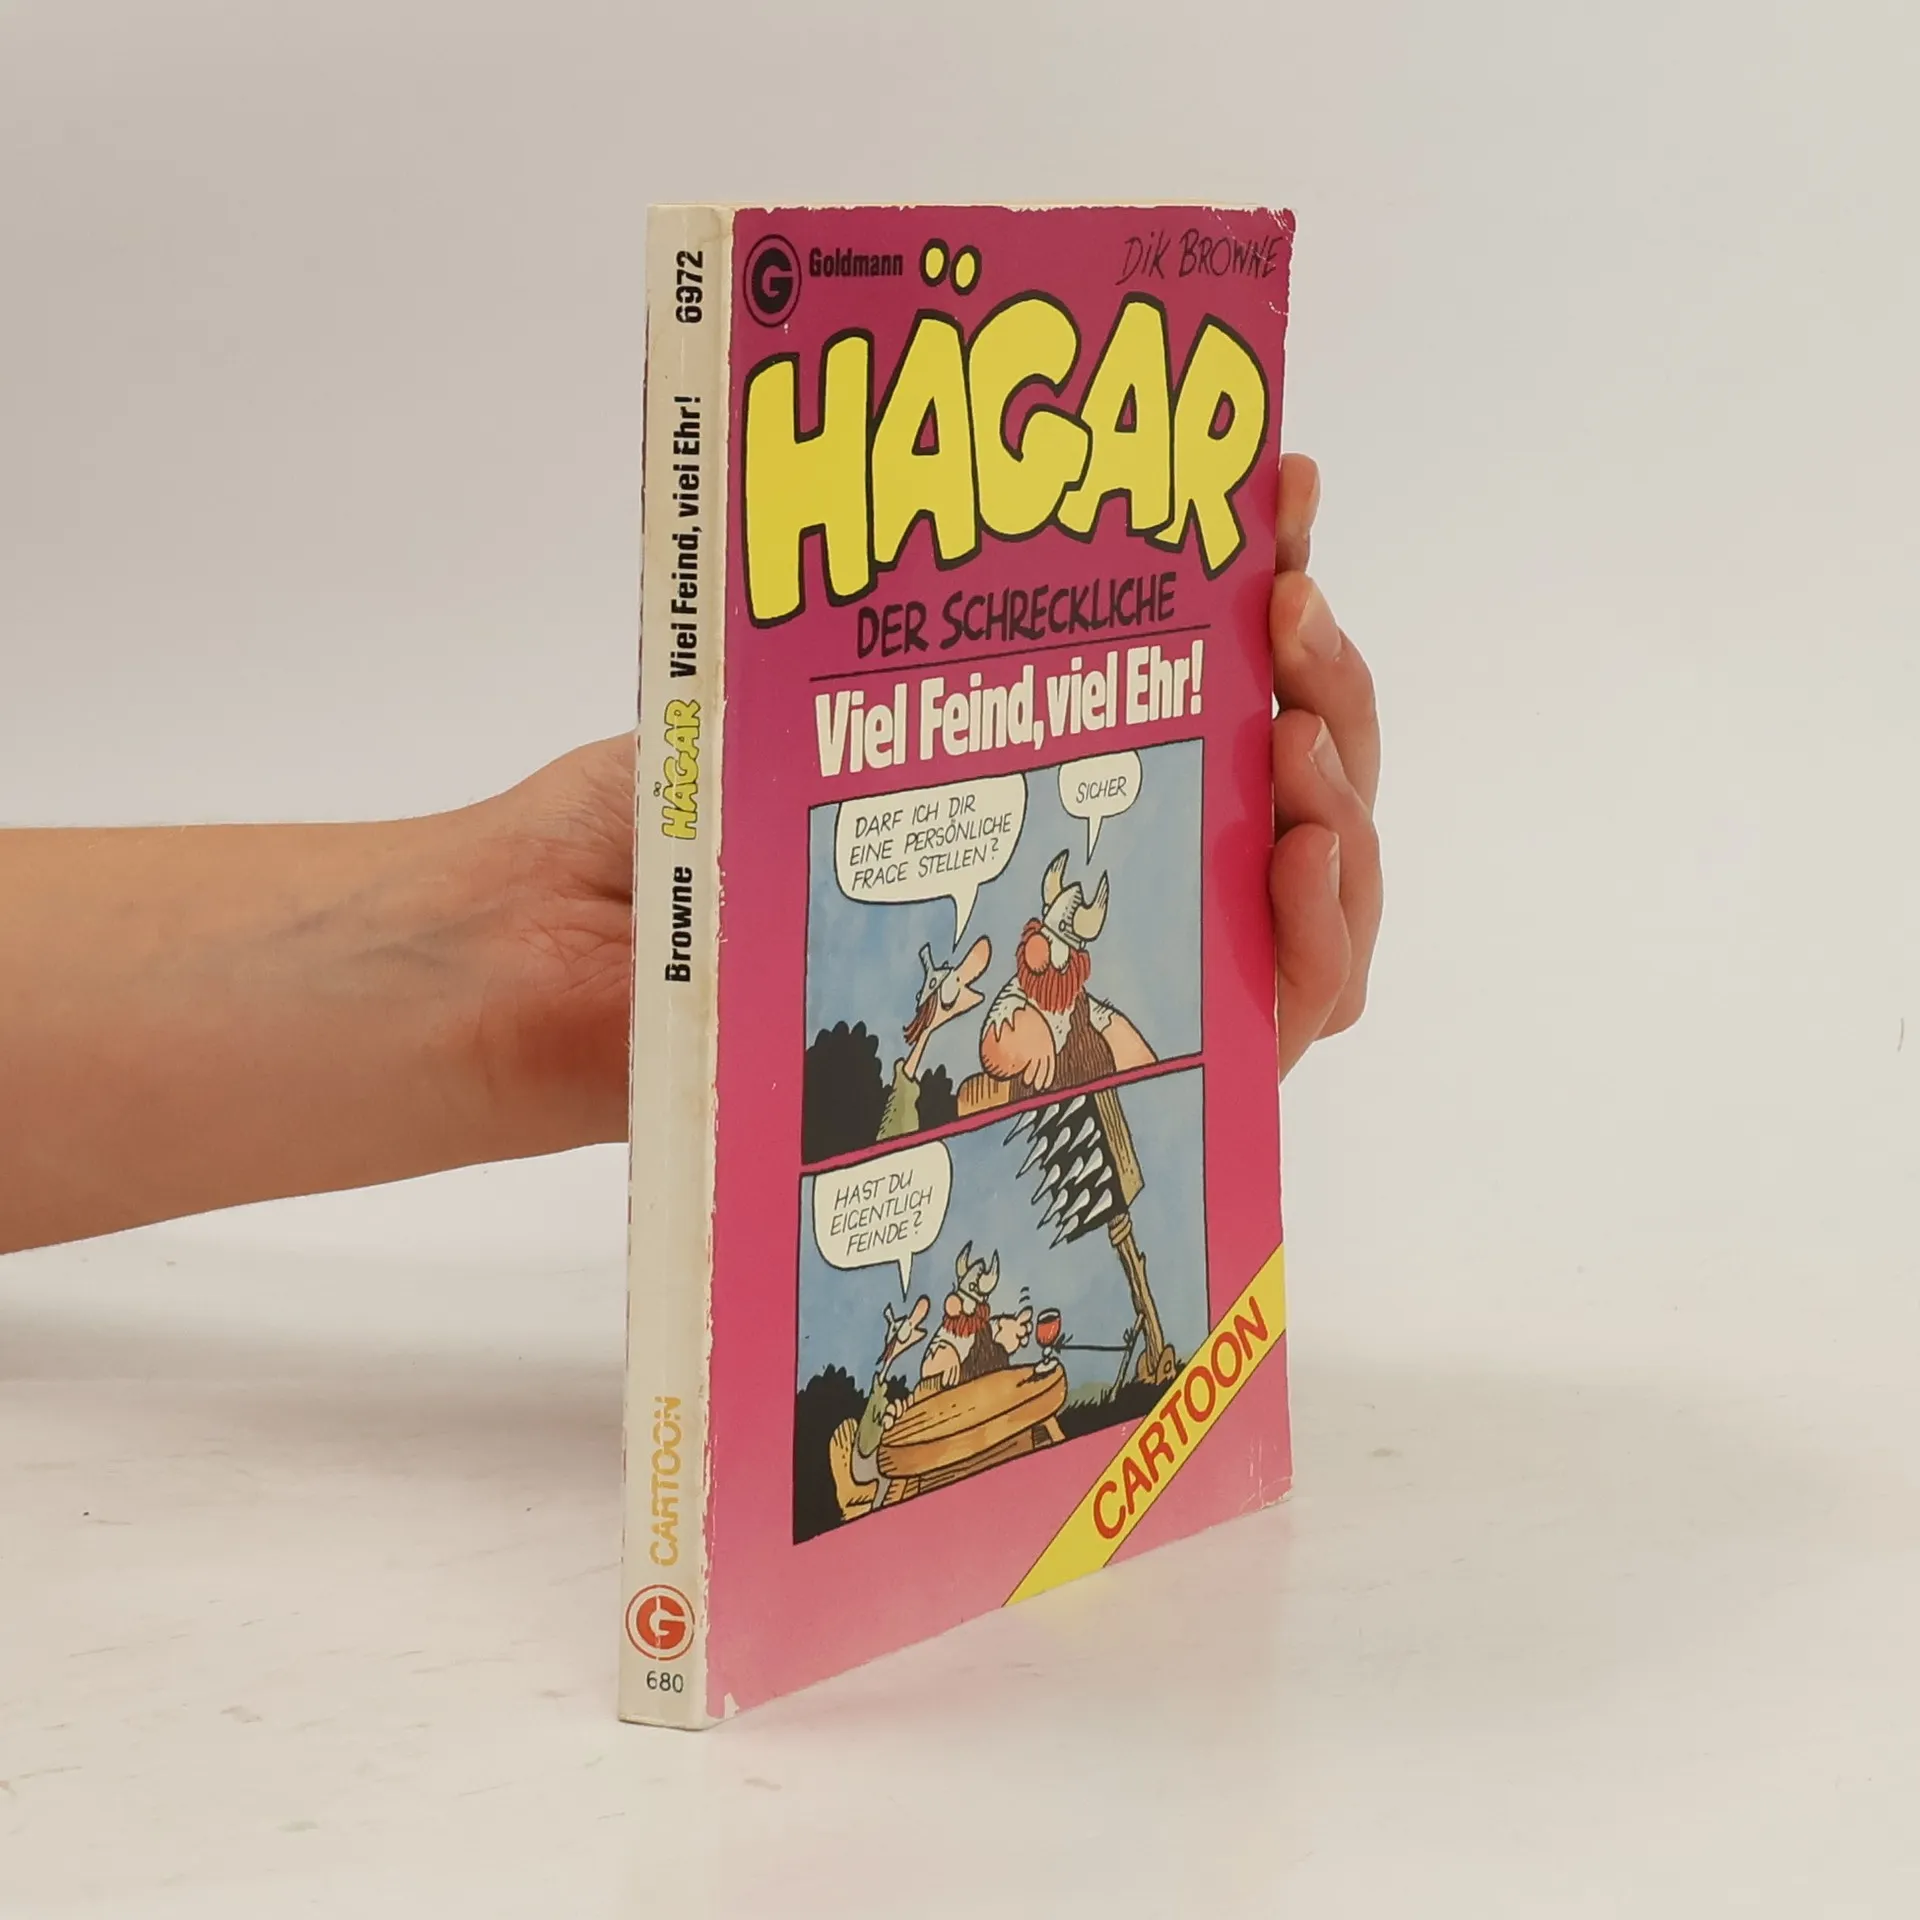 Goldmann
DiK BROWNE
HÄGAR
DER SCHRECKLICHE
Viel Feind, viel Ehr!
DARF ICH DIR
EINE PERSÖNLICHE
FRAGE STELLEN?
SICHER
HAST DU
EIGENTLICH
FEINDE?
CARTOON
Browne HÄGAR Viel Feind, viel Ehr! 6972
CARTOON
G
680
G